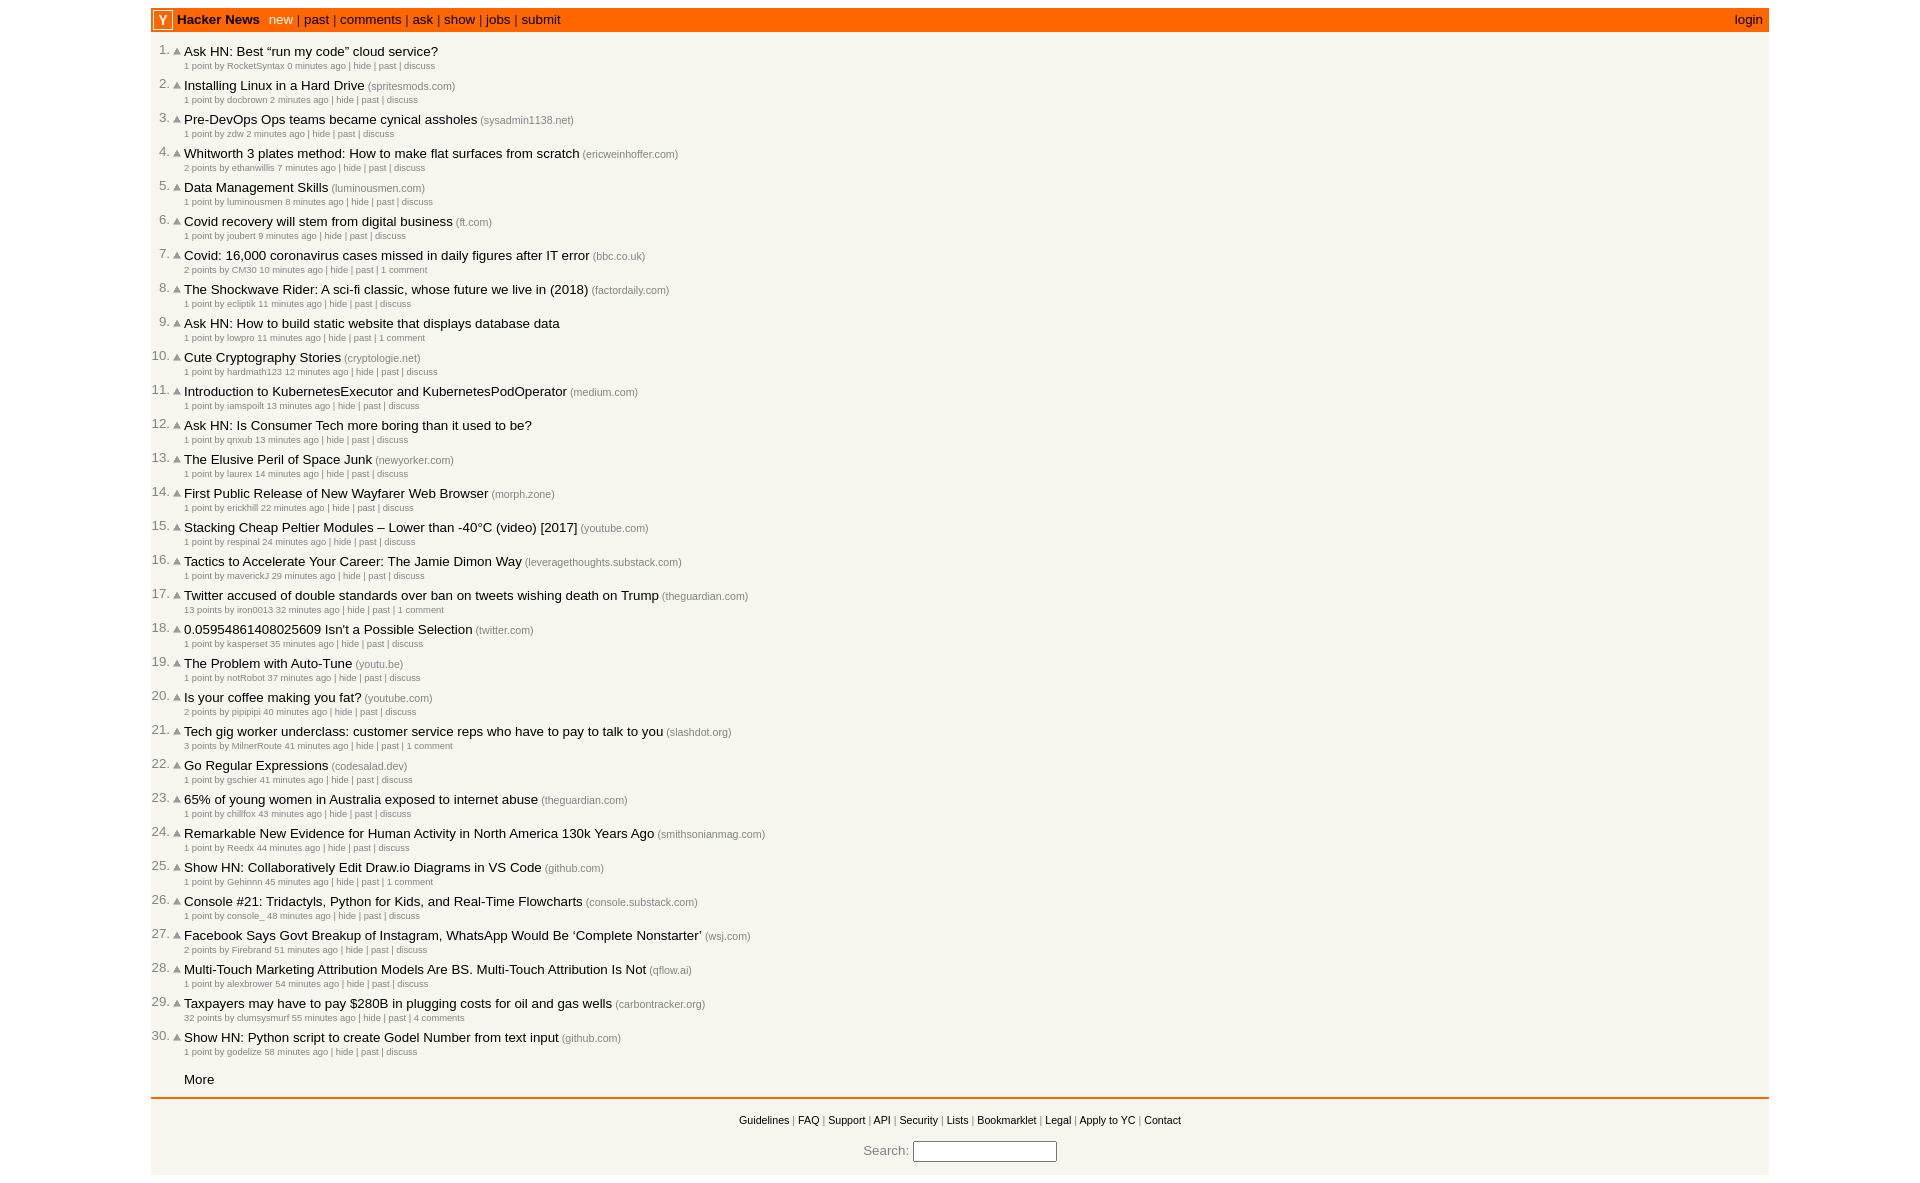 Y Hacker News new | past | comments | ask | show | jobs | submit login
1. Ask HN: Best “run my code” cloud service?
1 point by RocketSyntax 0 minutes ago | hide | past | discuss
2. Installing Linux in a Hard Drive (spritesmods.com)
1 point by docbrown 2 minutes ago | hide | past | discuss
3. Pre-DevOps Ops teams became cynical assholes (sysadmin1138.net)
1 point by zdw 2 minutes ago | hide | past | discuss
4. Whitworth 3 plates method: How to make flat surfaces from scratch (ericweinhoffer.com)
2 points by ethanwillis 7 minutes ago | hide | past | discuss
5. Data Management Skills (luminousmen.com)
1 point by luminousmen 8 minutes ago | hide | past | discuss
6. Covid recovery will stem from digital business (ft.com)
1 point by joubert 9 minutes ago | hide | past | discuss
7. Covid: 16,000 coronavirus cases missed in daily figures after IT error (bbc.co.uk)
2 points by CM30 10 minutes ago | hide | past | 1 comment
8. The Shockwave Rider: A sci-fi classic, whose future we live in (2018) (factordaily.com)
1 point by ecliptik 11 minutes ago | hide | past | discuss
9. Ask HN: How to build static website that displays database data
1 point by lowpro 11 minutes ago | hide | past | 1 comment
10. Cute Cryptography Stories (cryptologie.net)
1 point by hardmath123 12 minutes ago | hide | past | discuss
11. Introduction to KubernetesExecutor and KubernetesPodOperator (medium.com)
1 point by iamspoilt 13 minutes ago | hide | past | discuss
12. Ask HN: Is Consumer Tech more boring than it used to be?
1 point by qnxub 13 minutes ago | hide | past | discuss
13. The Elusive Peril of Space Junk (newyorker.com)
1 point by laurex 14 minutes ago | hide | past | discuss
14. First Public Release of New Wayfarer Web Browser (morph.zone)
1 point by erickhill 22 minutes ago | hide | past | discuss
15. Stacking Cheap Peltier Modules – Lower than -40°C (video) [2017] (youtube.com)
1 point by respinal 24 minutes ago | hide | past | discuss
16. Tactics to Accelerate Your Career: The Jamie Dimon Way (leveragethoughts.substack.com)
1 point by maverickJ 29 minutes ago | hide | past | discuss
17. Twitter accused of double standards over ban on tweets wishing death on Trump (theguardian.com)
13 points by iron0013 32 minutes ago | hide | past | 1 comment
18. 0.05954861408025609 Isn't a Possible Selection (twitter.com)
1 point by kasperset 35 minutes ago | hide | past | discuss
19. The Problem with Auto-Tune (youtu.be)
1 point by notRobot 37 minutes ago | hide | past | discuss
20. Is your coffee making you fat? (youtube.com)
2 points by pipipipi 40 minutes ago | hide | past | discuss
21. Tech gig worker underclass: customer service reps who have to pay to talk to you (slashdot.org)
3 points by MilnerRoute 41 minutes ago | hide | past | 1 comment
22. Go Regular Expressions (codesalad.dev)
1 point by gschier 41 minutes ago | hide | past | discuss
23. 65% of young women in Australia exposed to internet abuse (theguardian.com)
1 point by chillfox 43 minutes ago | hide | past | discuss
24. Remarkable New Evidence for Human Activity in North America 130k Years Ago (smithsonianmag.com)
1 point by Reedx 44 minutes ago | hide | past | discuss
25. Show HN: Collaboratively Edit Draw.io Diagrams in VS Code (github.com)
1 point by Gehinnn 45 minutes ago | hide | past | 1 comment
26. Console #21: Tridactyls, Python for Kids, and Real-Time Flowcharts (console.substack.com)
1 point by console_ 48 minutes ago | hide | past | discuss
27. Facebook Says Govt Breakup of Instagram, WhatsApp Would Be ‘Complete Nonstarter’ (wsj.com)
2 points by Firebrand 51 minutes ago | hide | past | discuss
28. Multi-Touch Marketing Attribution Models Are BS. Multi-Touch Attribution Is Not (qflow.ai)
1 point by alexbrower 54 minutes ago | hide | past | discuss
29. Taxpayers may have to pay $280B in plugging costs for oil and gas wells (carbontracker.org)
32 points by clumsysmurf 55 minutes ago | hide | past | 4 comments
30. Show HN: Python script to create Godel Number from text input (github.com)
1 point by godelize 58 minutes ago | hide | past | discuss
More
Guidelines | FAQ | Support | API | Security | Lists | Bookmarklet | Legal | Apply to YC | Contact
Search: